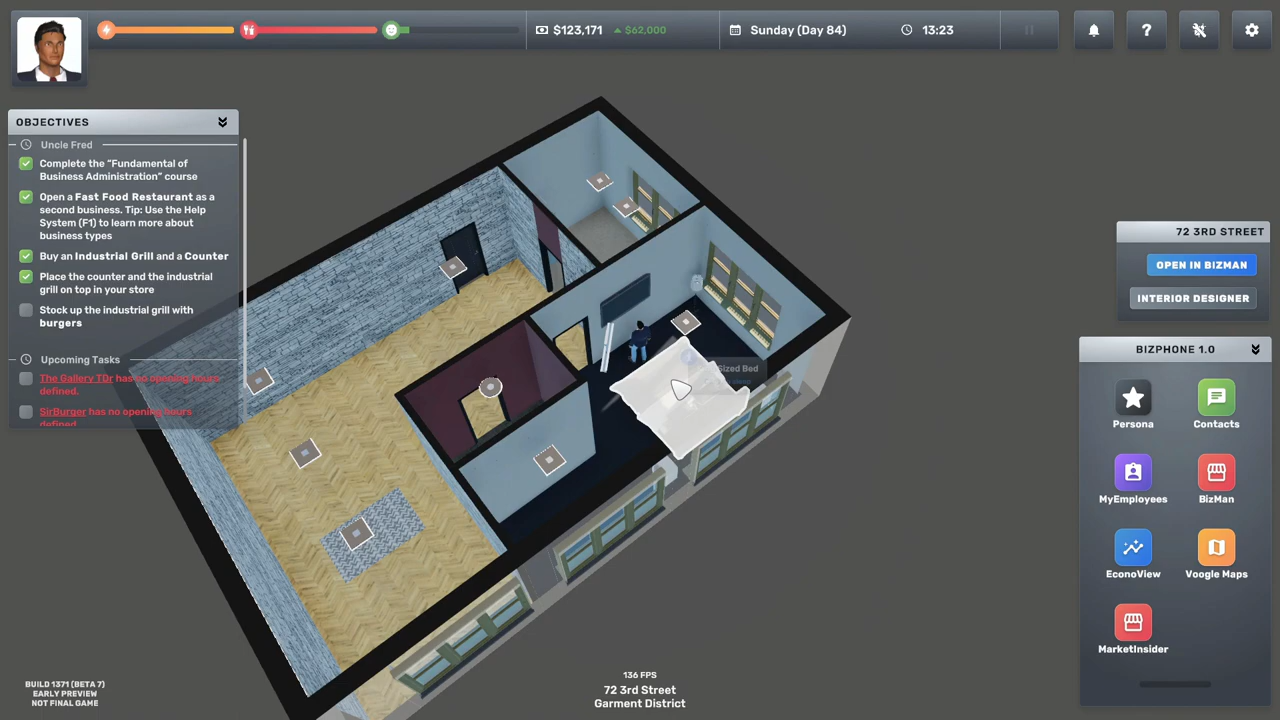 $123,171
$62,000
Sunday (Day 84)
13:23
?
OBJECTIVES
Uncle Fred
Complete the "Fundamental of
Business Administration" course
Open a Fast Food Restaurant as a
second business. Tip: Use the Help
System (F1) to learn more about
business types
Buy an Industrial Grill and a Counter
Place the counter and the industrial
grill on top in your store
Stock up the industrial grill with
burgers
Upcoming Tasks
The Gallery TDr has no opening hours
defined.
SirBurger has no opening hours
defined.
Sized Bed
sleep
72 3RD STREET
OPEN IN BIZMAN
INTERIOR DESIGNER
BIZPHONE 1.0
Persona
Contacts
MyEmployees
BizMan
EconoView
Voogle Maps
MarketInsider
136 FPS
72 3rd Street
Garment District
BUILD 1371 (BETA 7)
EARLY PREVIEW
NOT FINAL GAME